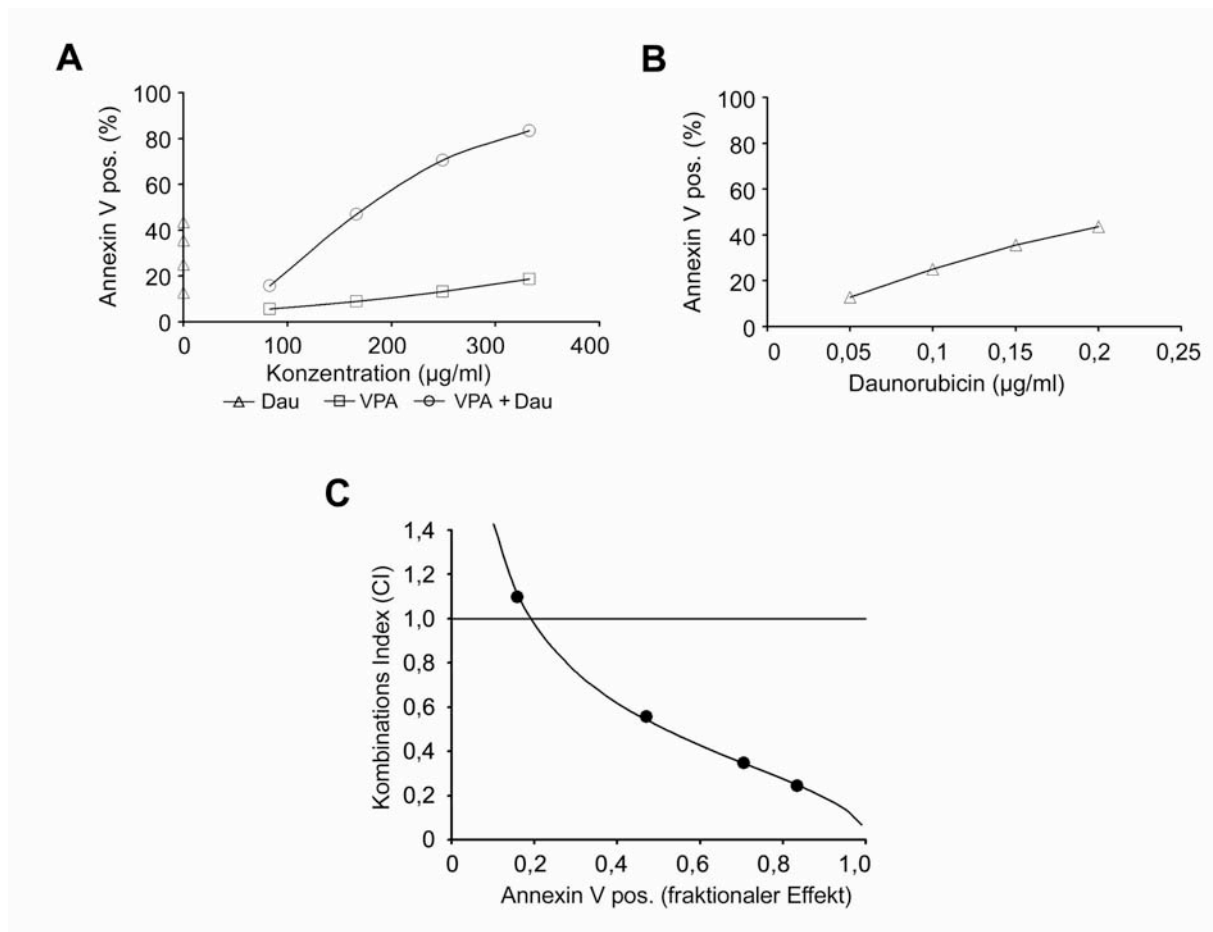 A
Annexin V pos. (%)
100
80
60
40
20
0
0 100 200 300 400
Konzentration (µg/ml)
Dau VPA VPA + Dau
B
Annexin V pos. (%)
100
80
60
40
20
0
0 0,05 0,1 0,15 0,2 0,25
Daunorubicin (µg/ml)
C
Kombinations Index (CI)
1,4
1,2
1,0
0,8
0,6
0,4
0,2
0
0 0,2 0,4 0,6 0,8 1,0
Annexin V pos. (fraktionaler Effekt)